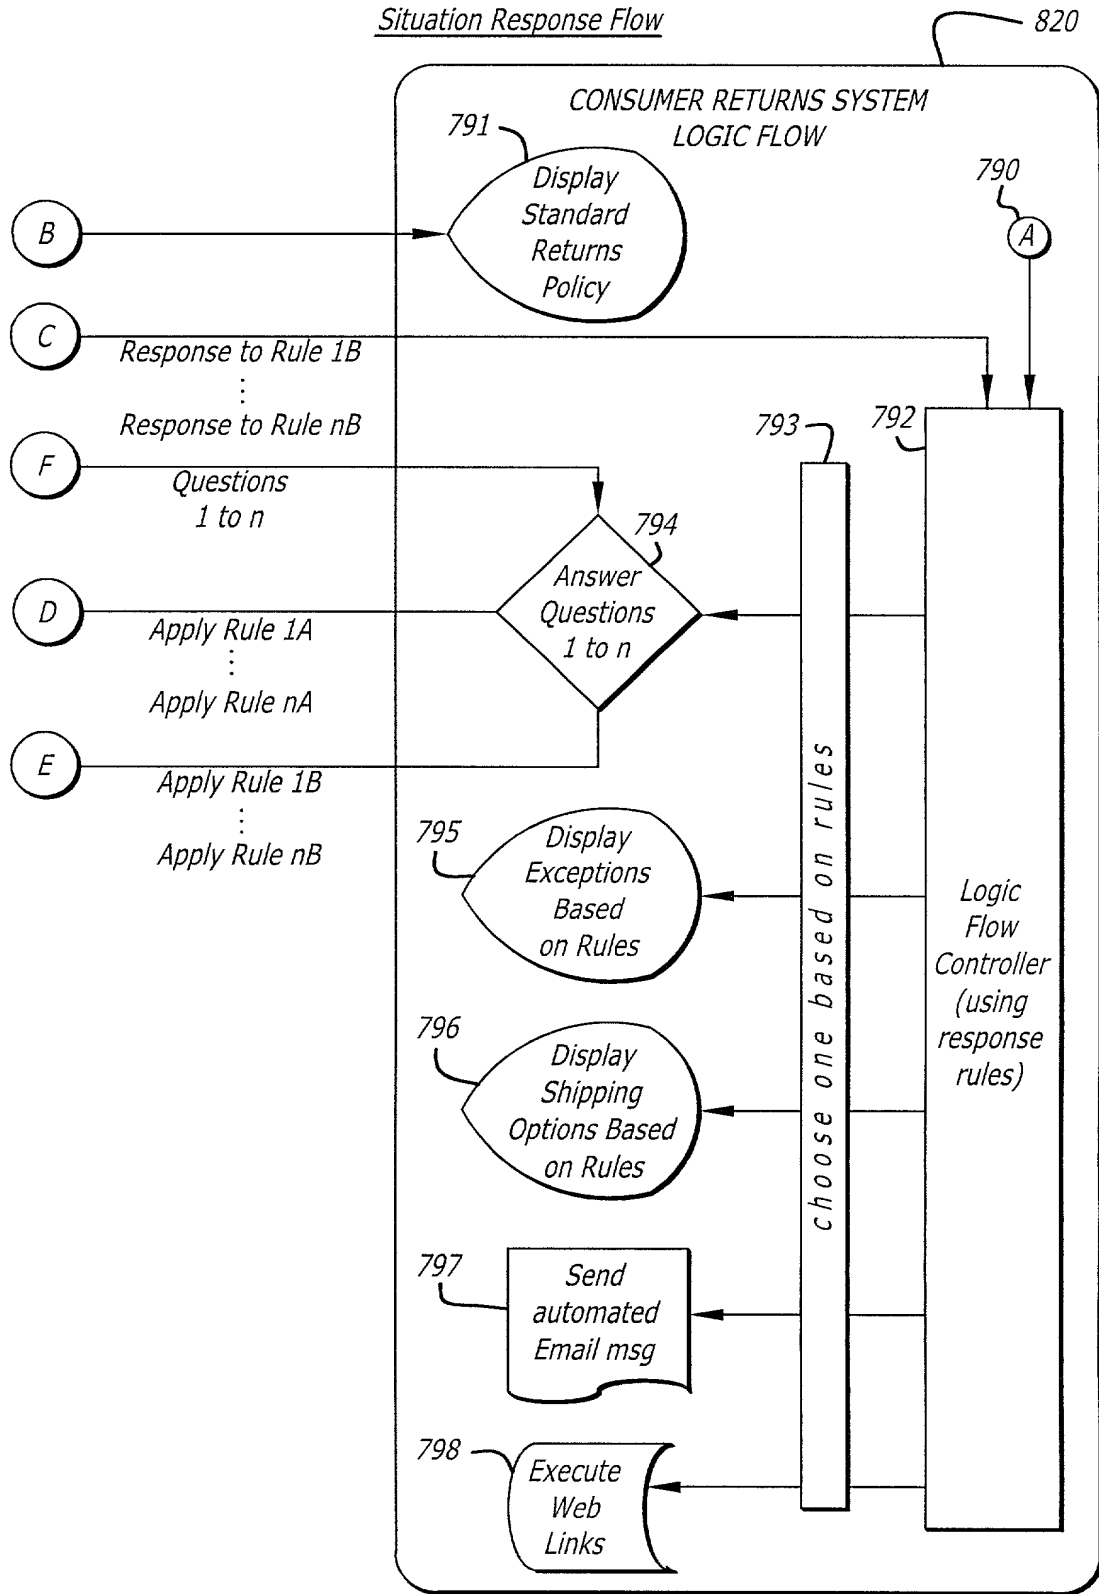 Situation Response Flow
820
CONSUMER RETURNS SYSTEM
LOGIC FLOW
791
Display
Standard
Returns
Policy
790
A
B
C
Response to Rule 1B
⋮
Response to Rule nB
F
Questions
1 to n
D
Apply Rule 1A
⋮
Apply Rule nA
E
Apply Rule 1B
⋮
Apply Rule nB
794
Answer
Questions
1 to n
793
choose one based on rules
792
Logic
Flow
Controller
(using
response
rules)
795
Display
Exceptions
Based
on Rules
796
Display
Shipping
Options Based
on Rules
797
Send
automated
Email msg
798
Execute
Web
Links